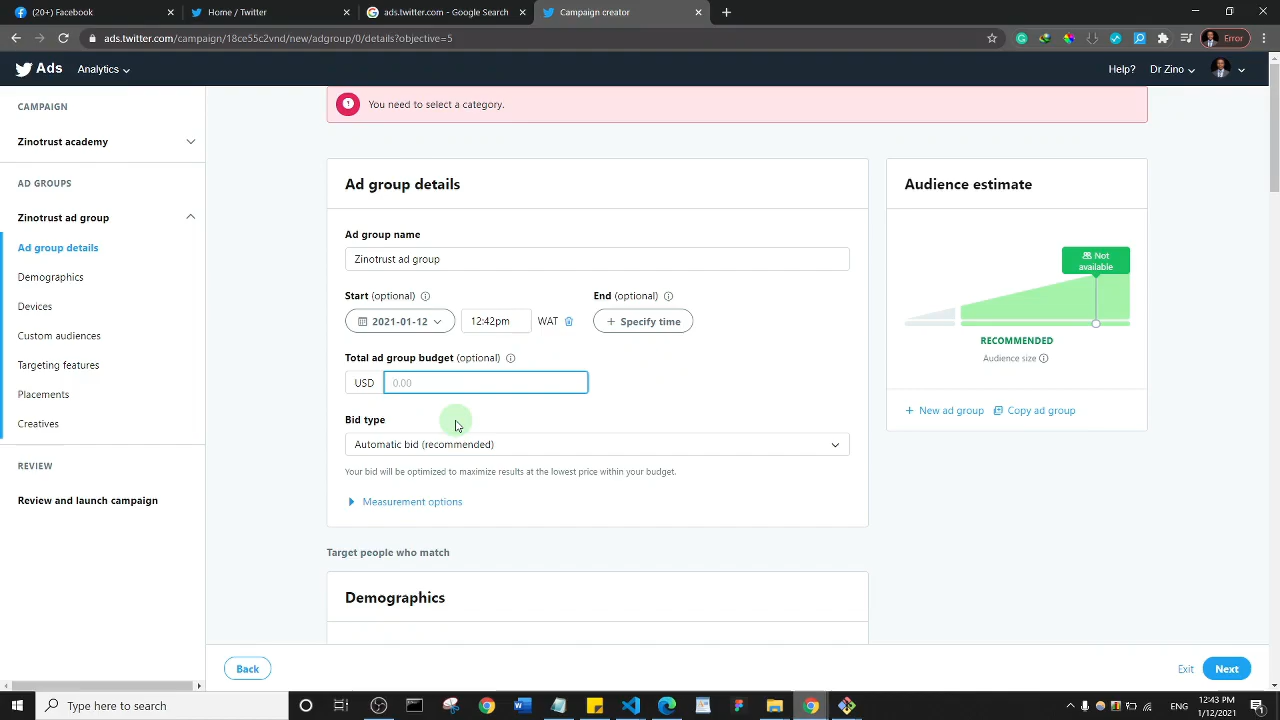 (20+) Facebook
Home / Twitter
ads.twitter.com - Google Search
Campaign creator
ads.twitter.com/campaign/18ce55c2vnd/new/adgroup/0/details?objective=5
Error
Ads
Analytics
Help?
Dr Zino
CAMPAIGN
Zinotrust academy
AD GROUPS
Zinotrust ad group
Ad group details
Demographics
Devices
Custom audiences
Targeting features
Placements
Creatives
REVIEW
Review and launch campaign
You need to select a category.
Ad group details
Ad group name
Zinotrust ad group
Start (optional)
End (optional)
2021-01-12
12:42pm
WAT
+ Specify time
Total ad group budget (optional)
USD
0.00
Bid type
Automatic bid (recommended)
Your bid will be optimized to maximize results at the lowest price within your budget.
Measurement options
Target people who match
Demographics
Audience estimate
Not
available
RECOMMENDED
Audience size
+ New ad group
Copy ad group
Back
Exit
Next
Type here to search
ENG
12:43 PM
1/12/2021